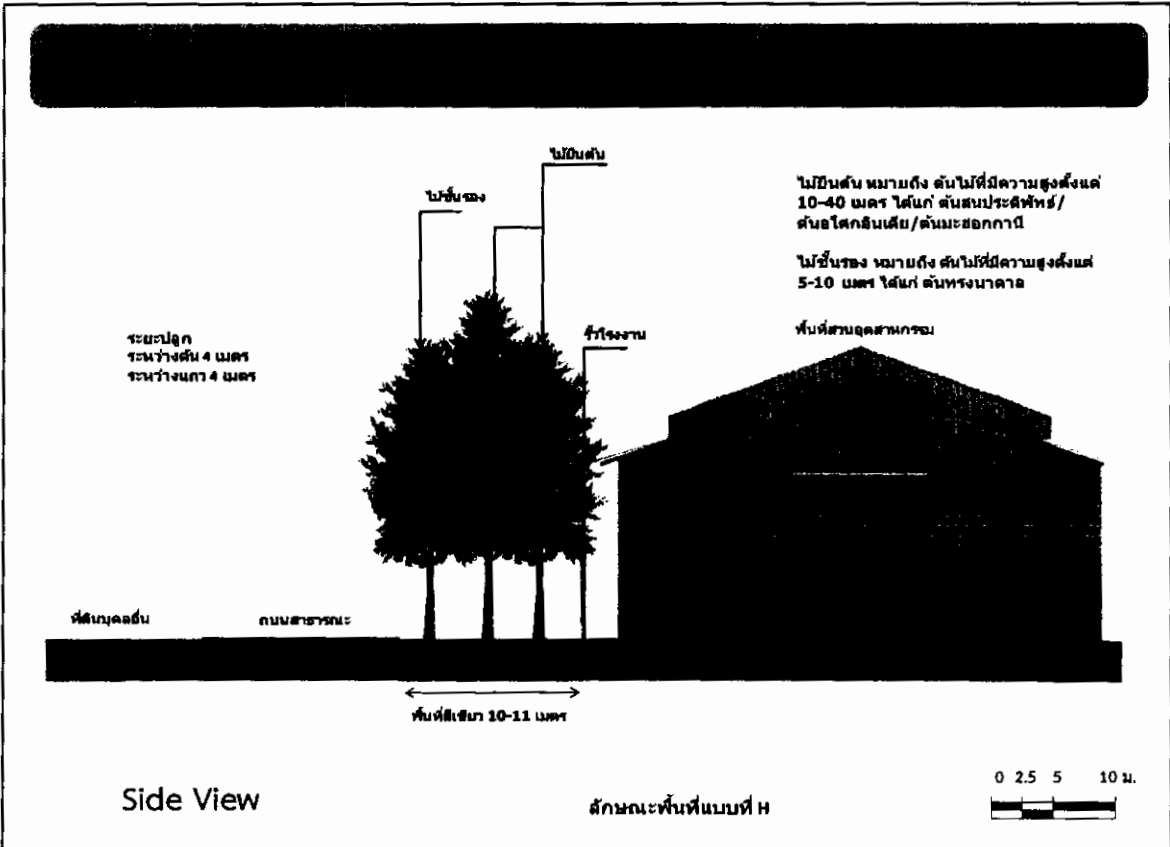 ไม้ยืนต้น
ไม้ชั้นรอง
ไม้ยืนต้น หมายถึง ต้นไม้ที่มีความสูงตั้งแต่
10-40 เมตร ได้แก่ ต้นสนประดิพัทธ์/
ต้นอโศกอินเดีย/ต้นมะฮอกกานี
ไม้ชั้นรอง หมายถึง ต้นไม้ที่มีความสูงตั้งแต่
5-10 เมตร ได้แก่ ต้นทรงบาดาล
พื้นที่สวนอุตสาหกรรม
รั้วโรงงาน
ระยะปลูก
ระหว่างต้น 4 เมตร
ระหว่างแถว 4 เมตร
ที่ดินบุคคลอื่น
ถนนสาธารณะ
พื้นที่สีเขียว 10-11 เมตร
Side View
ลักษณะพื้นที่แบบที่ H
0 2.5 5 10 ม.